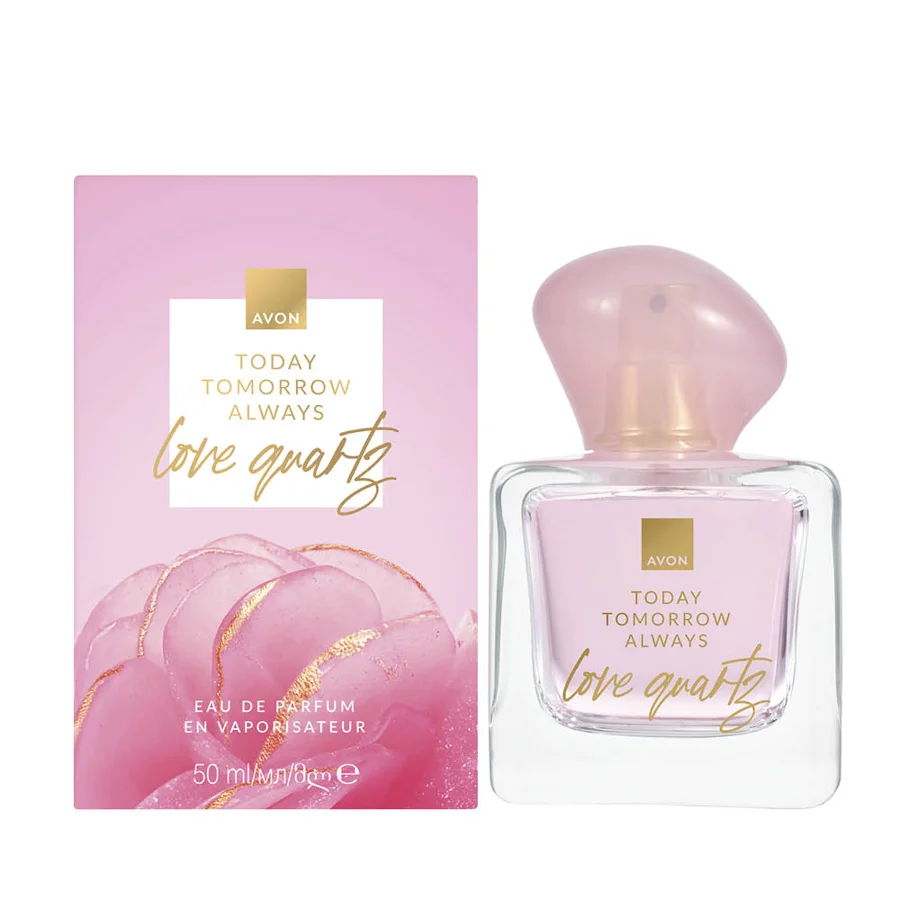 AVON
TODAY
TOMORROW
ALWAYS
love quartz
EAU DE PARFUM
EN VAPORISATEUR
50 ml/мл/მლ ℮
AVON
TODAY
TOMORROW
ALWAYS
love quartz